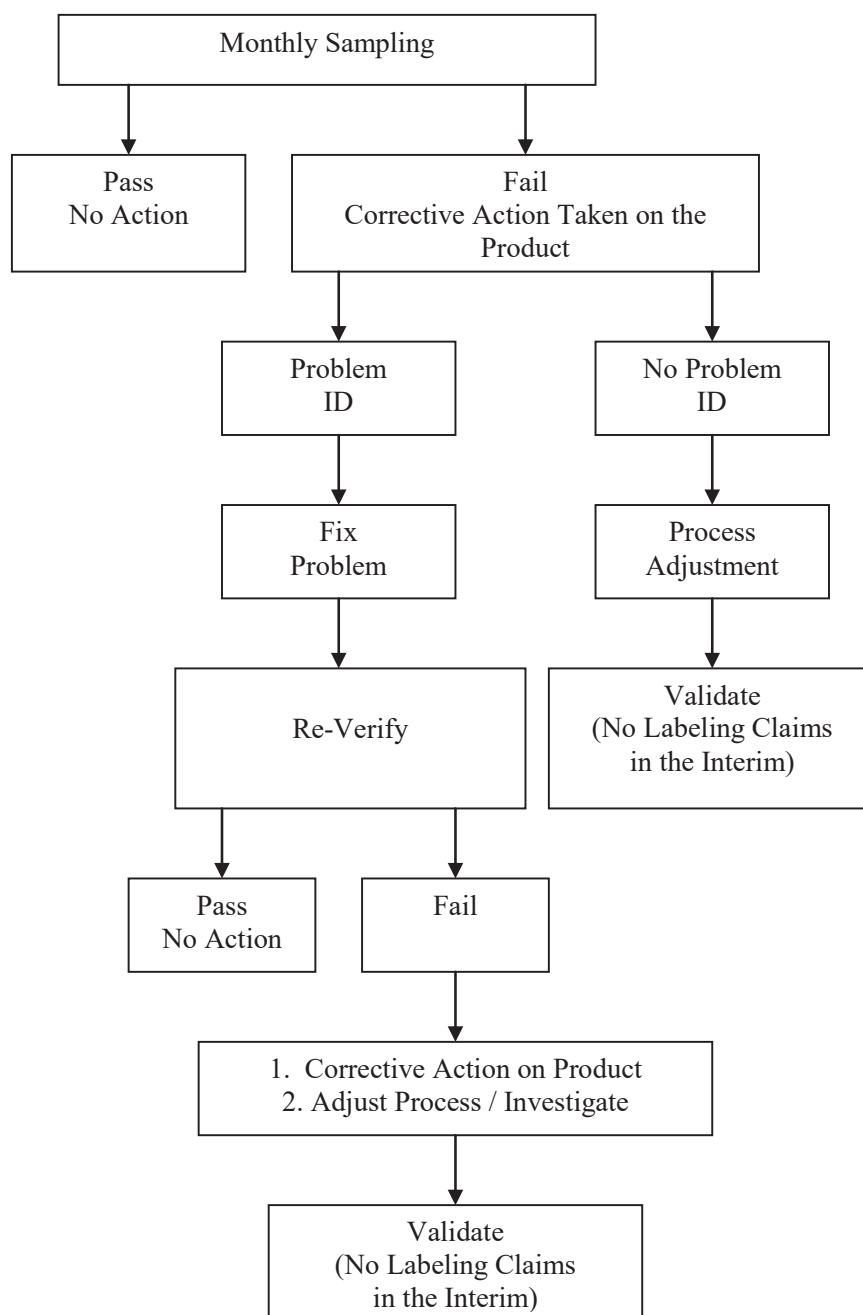 Monthly Sampling
Pass
No Action
Fail
Corrective Action Taken on the
Product
Problem
ID
No Problem
ID
Fix
Problem
Process
Adjustment
Re-Verify
Validate
(No Labeling Claims
in the Interim)
Pass
No Action
Fail
1. Corrective Action on Product
2. Adjust Process / Investigate
Validate
(No Labeling Claims
in the Interim)